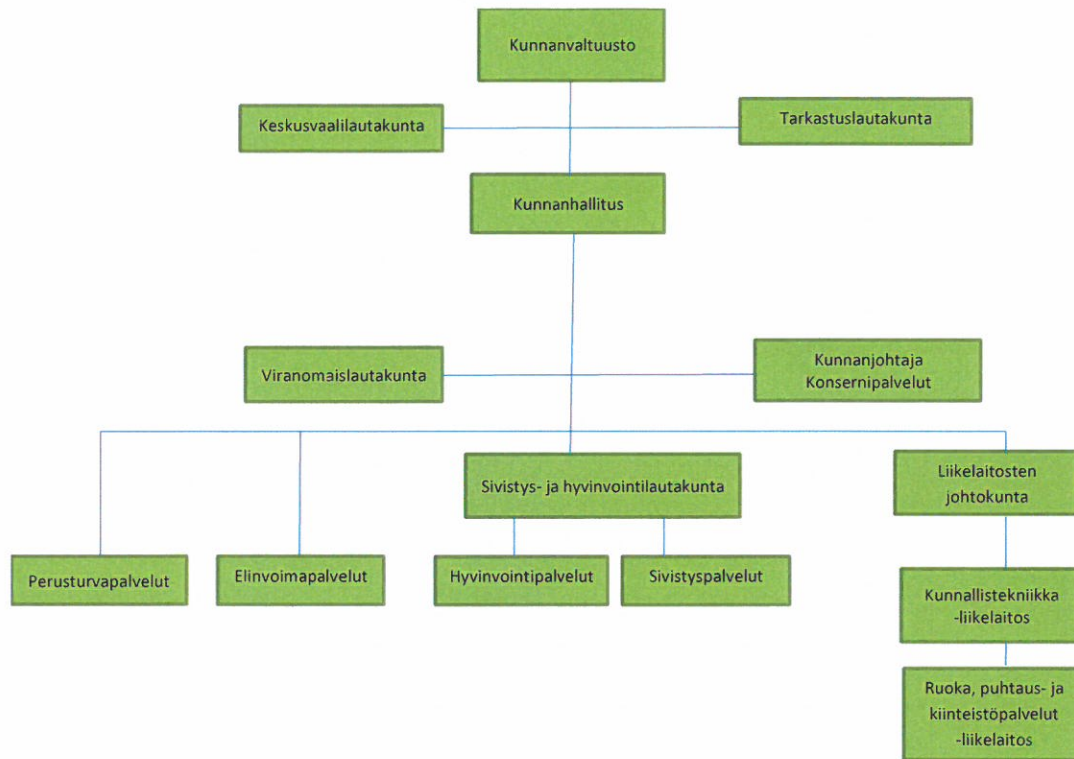 Kunnanvaltuusto
Keskusvaalilautakunta
Tarkastuslautakunta
Kunnanhallitus
Viranomaislautakunta
Kunnanjohtaja
Konsernipalvelut
Sivistys- ja hyvinvointilautakunta
Liikelaitosten
johtokunta
Perusturvapalvelut
Elinvoimapalvelut
Hyvinvointipalvelut
Sivistyspalvelut
Kunnallistekniikka
-liikelaitos
Ruoka, puhtaus- ja
kiinteistöpalvelut
-liikelaitos